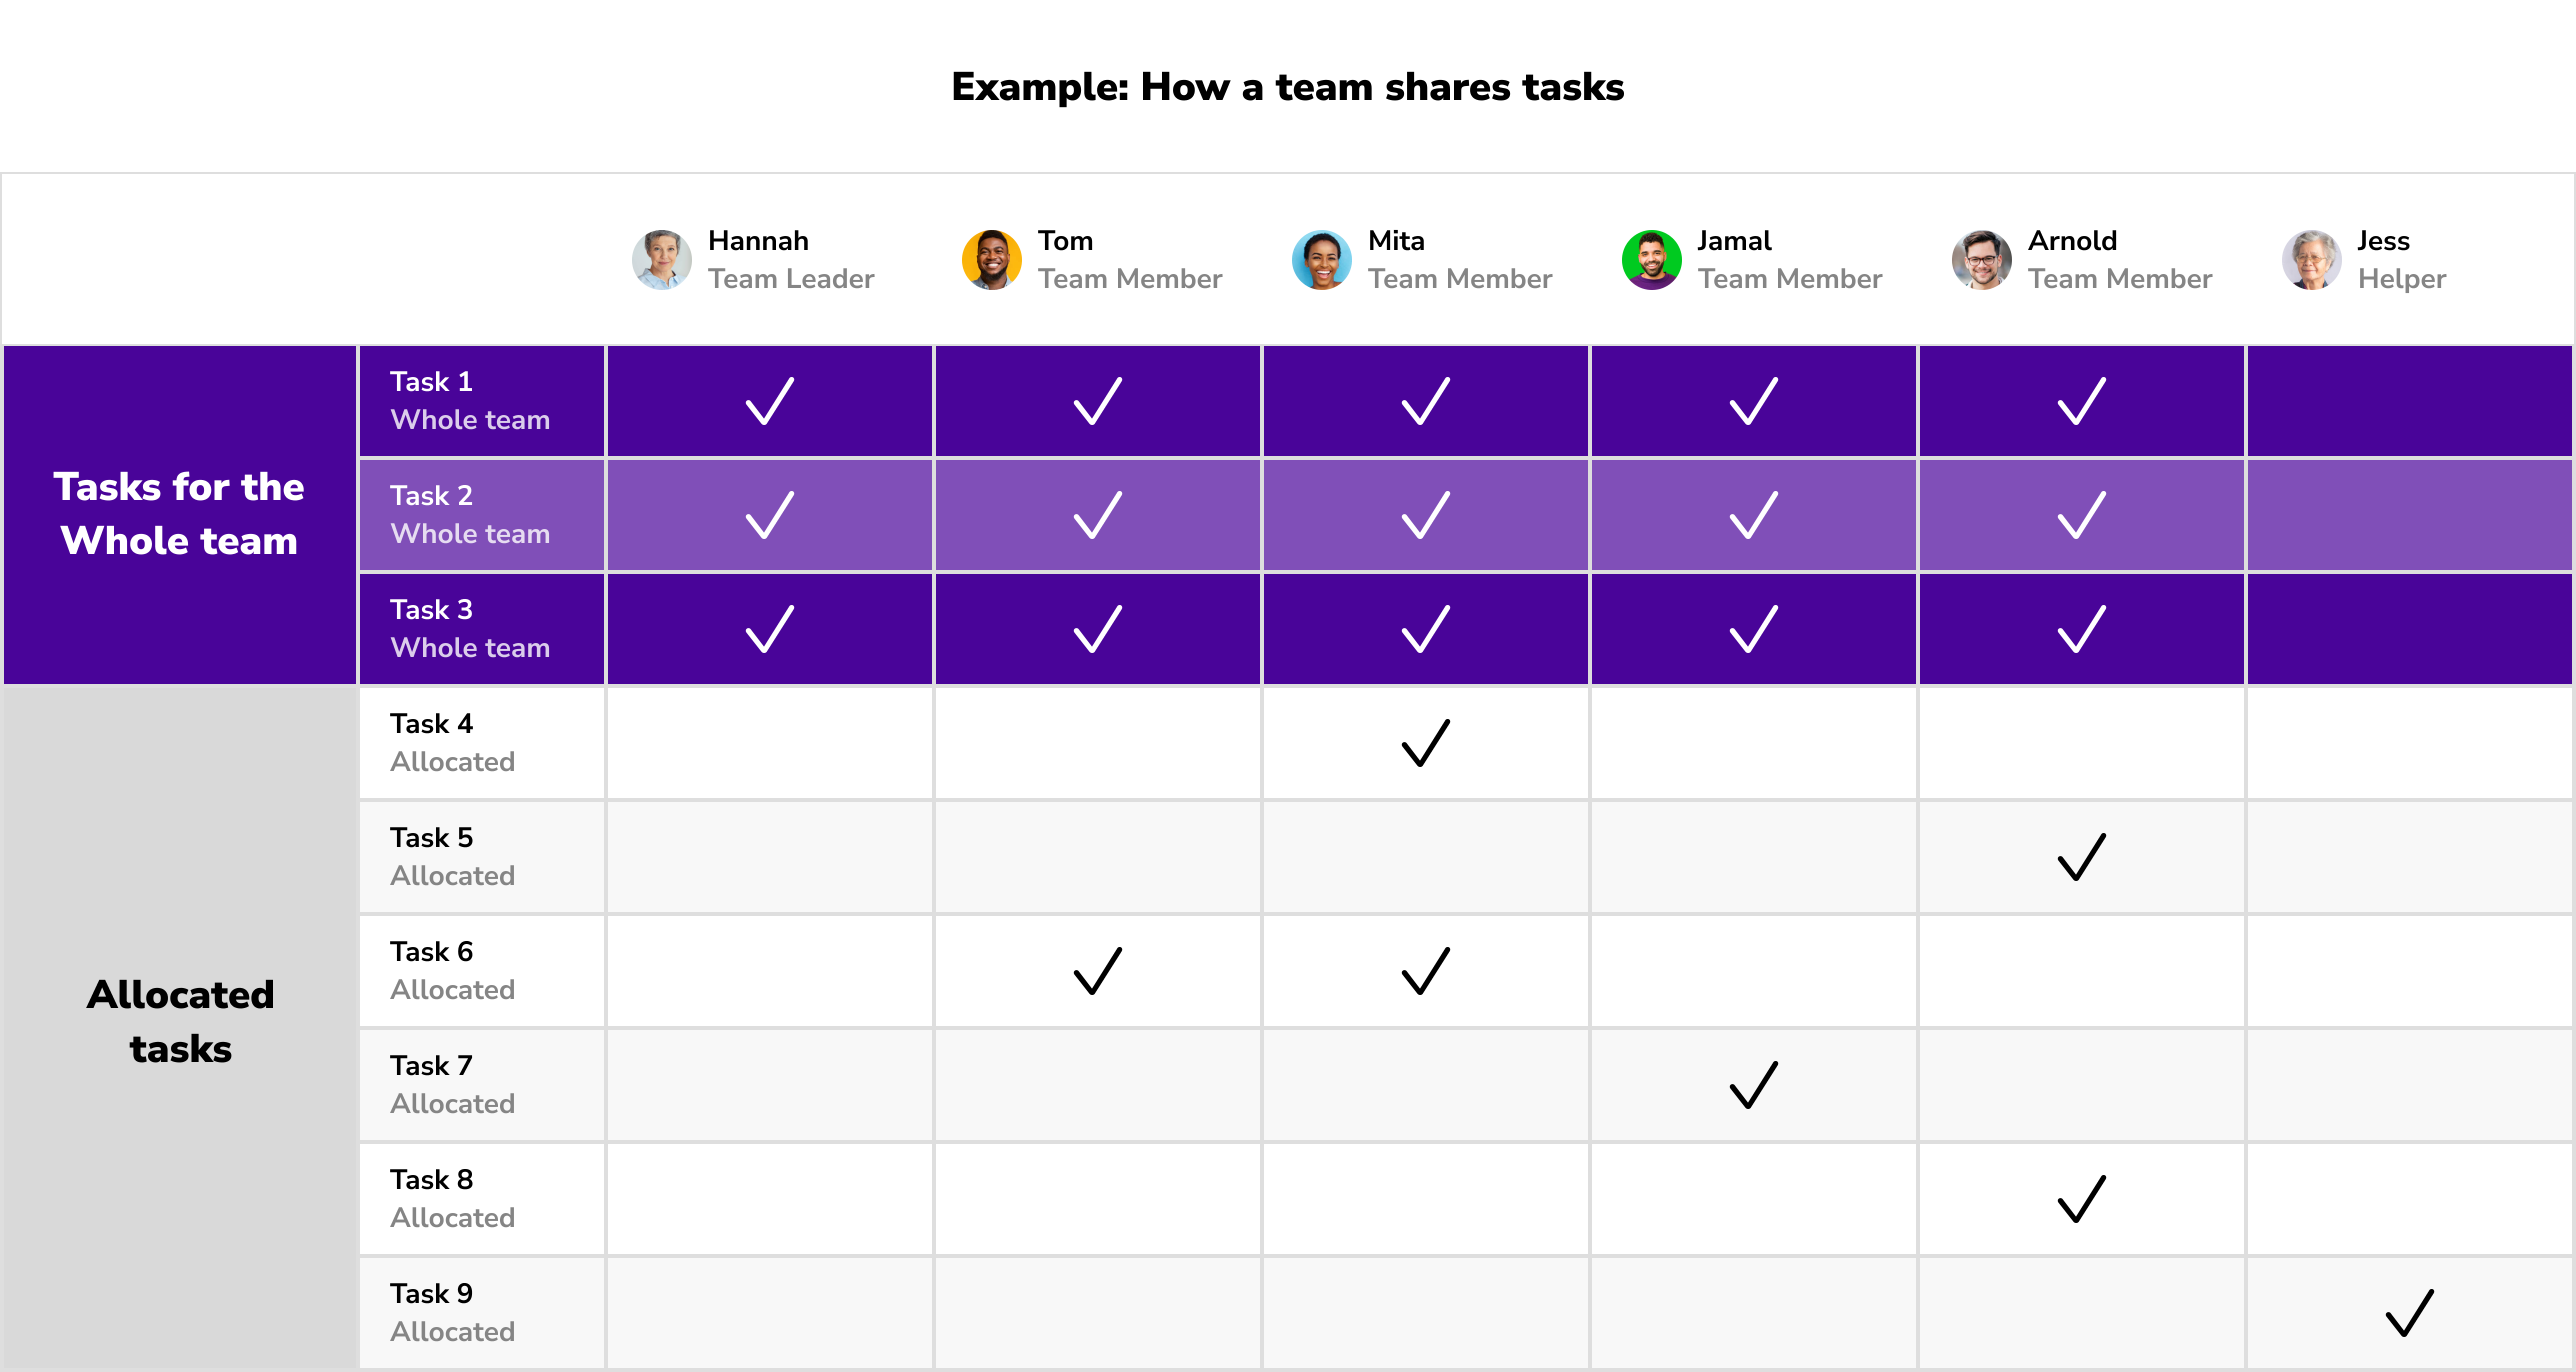 Example: How a team shares tasks
Hannah
Team Leader
Tom
Team Member
Mita
Team Member
Jamal
Team Member
Arnold
Team Member
Jess
Helper
Tasks for the
Whole team
Task 1
Whole team
Task 2
Whole team
Task 3
Whole team
Allocated
tasks
Task 4
Allocated
Task 5
Allocated
Task 6
Allocated
Task 7
Allocated
Task 8
Allocated
Task 9
Allocated